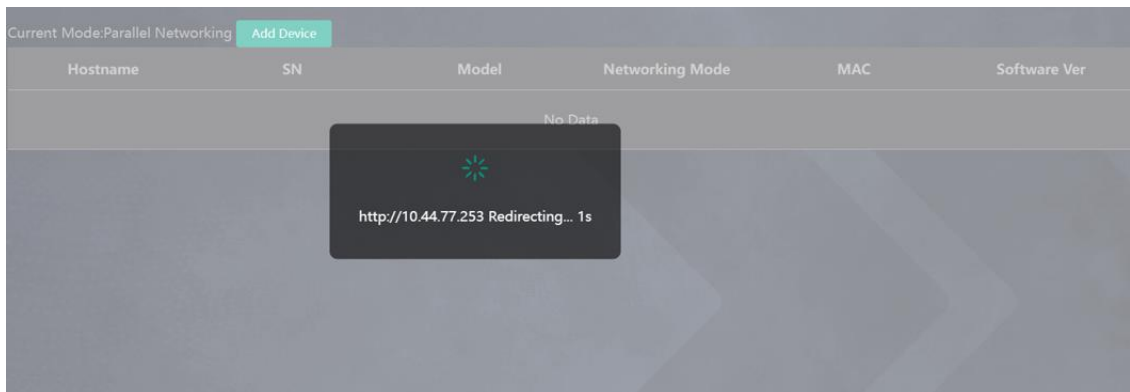 Current Mode:Parallel Networking Add Device
Hostname SN Model Networking Mode MAC Software Ver
No Data
http://10.44.77.253 Redirecting... 1s